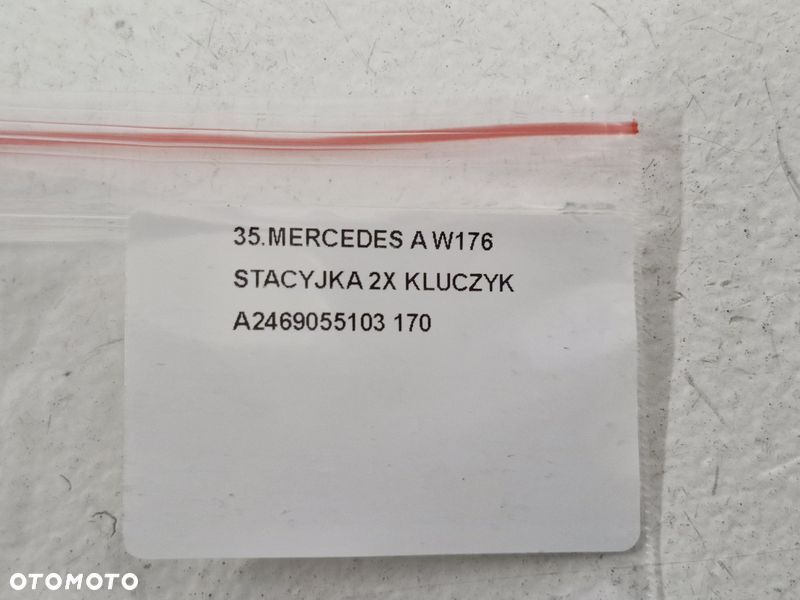 35.MERCEDES A W176
STACYJKA 2X KLUCZYK
A2469055103 170
OTOMOTO